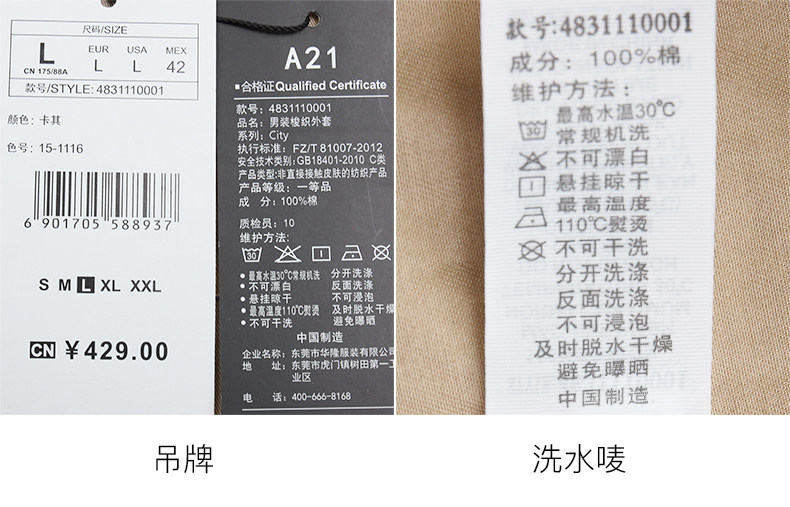 尺码/SIZE
L
CN 175/88A
EUR
L
USA
L
MEX
42
款号/STYLE: 4831110001
颜色: 卡其
色号: 15-1116
6 901705 588937
S M L XL XXL
CN ¥429.00
A21
■合格证Qualified Certificate
款号: 4831110001
品名: 男装梭织外套
系列: City
执行标准: FZ/T 81007-2012
安全技术类别:GB18401-2010 C类
产品类型:非直接接触皮肤的纺织产品
产品等级: 一等品
成 分: 100%棉
质检员: 10
维护方法:
30
110
• 最高水温30℃常规机洗 分开洗涤
• 不可漂白 反面洗涤
• 悬挂晾干 不可浸泡
• 最高温度110℃熨烫 及时脱水干燥
• 不可干洗 避免曝晒
中国制造
企业名称: 东莞市华隆服装有限公司
地 址: 东莞市虎门镇树田第一工
业区
电 话: 400-666-8168
款号:4831110001
成分: 100%棉
维护方法:
30
最高水温30℃
常规机洗
不可漂白
悬挂晾干
最高温度
110℃熨烫
不可干洗
分开洗涤
反面洗涤
不可浸泡
及时脱水干燥
避免曝晒
中国制造
吊牌
洗水唛